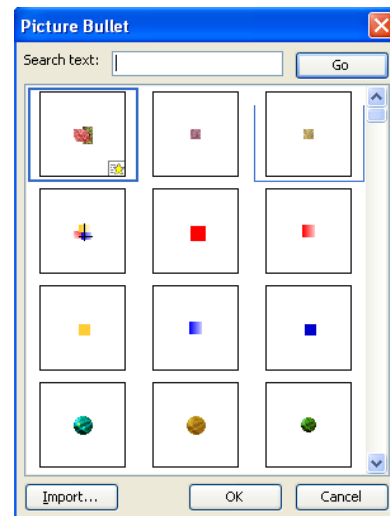 Picture Bullet
Search text:
Go
Import...
OK
Cancel